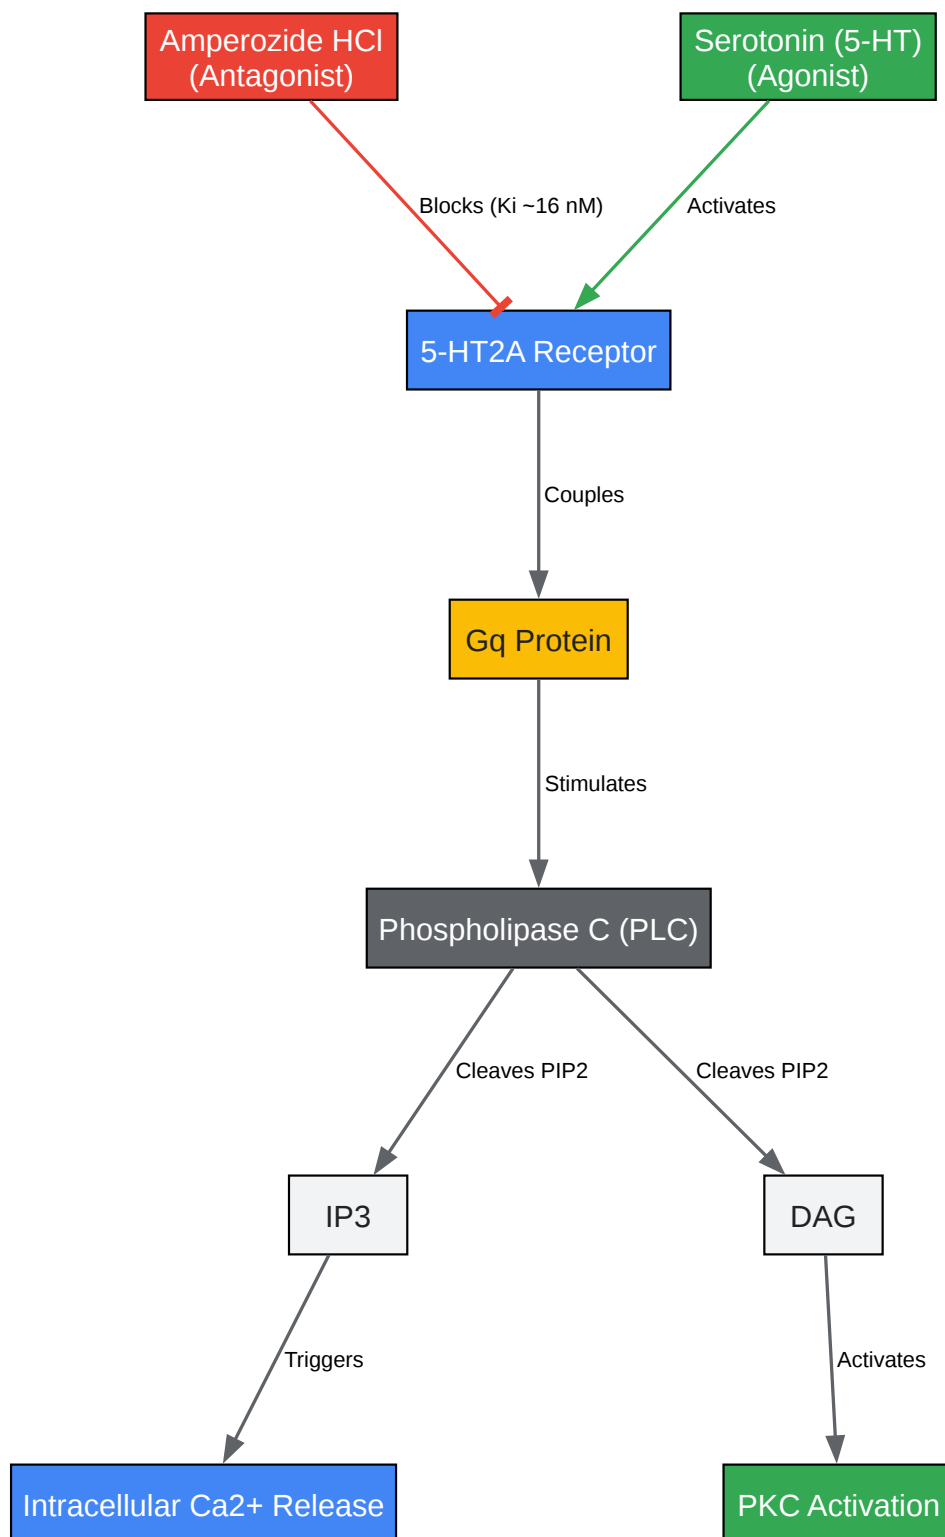 Amperozide HCl
(Antagonist)
Serotonin (5-HT)
(Agonist)
Blocks (Ki ~16 nM)
Activates
5-HT2A Receptor
Couples
Gq Protein
Stimulates
Phospholipase C (PLC)
Cleaves PIP2
Cleaves PIP2
IP3
DAG
Triggers
Activates
Intracellular Ca2+ Release
PKC Activation